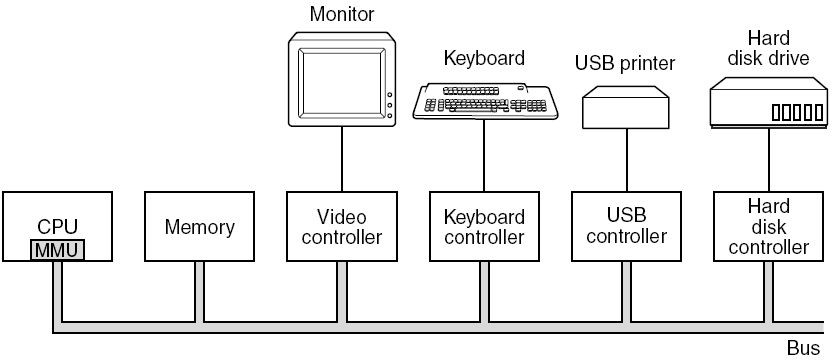 Monitor
Keyboard
USB printer
Hard
disk drive
CPU
MMU
Memory
Video
controller
Keyboard
controller
USB
controller
Hard
disk
controller
Bus